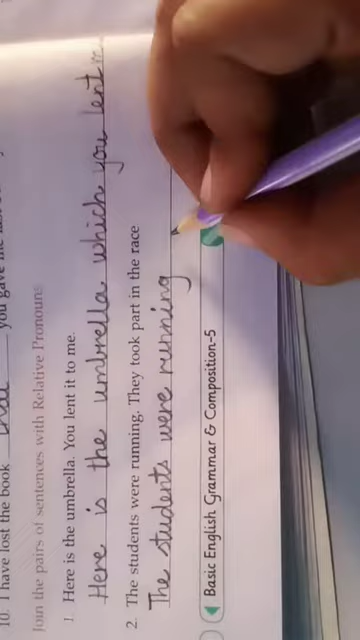 10. I have lost the book that you gave me
Join the pairs of sentences with Relative Pronouns
1. Here is the umbrella. You lent it to me.
Here is the umbrella which you lent
2. The students were running. They took part in the race
The students were running
Basic English Grammar & Composition-5